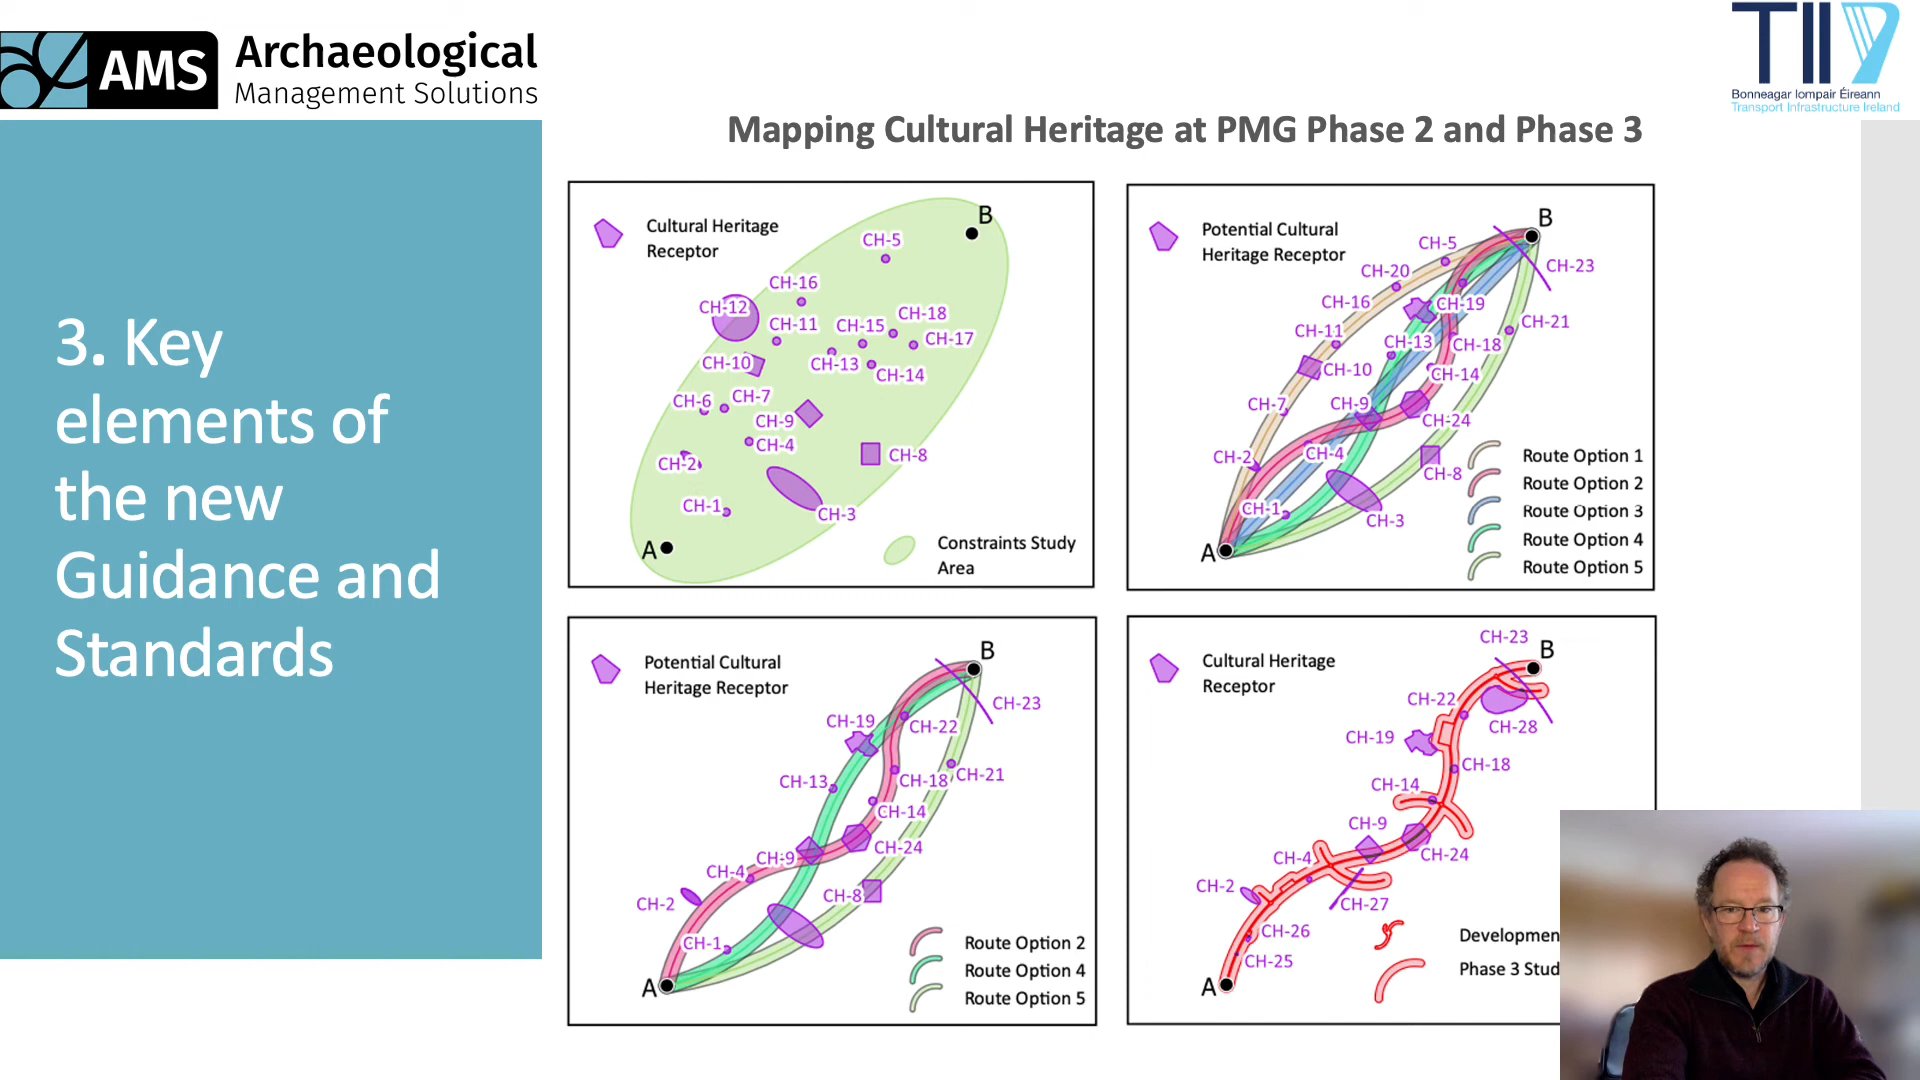 AMS
Archaeological
Management Solutions
TII
Bonneagar Iompair Éireann
Transport Infrastructure Ireland
3. Key
elements of
the new
Guidance and
Standards
Mapping Cultural Heritage at PMG Phase 2 and Phase 3
Cultural Heritage
Receptor
B
CH-5
CH-16
CH-12
CH-11
CH-15
CH-18
CH-17
CH-10
CH-13
CH-14
CH-6
CH-7
CH-9
CH-4
CH-2
CH-8
CH-1
CH-3
A
Constraints Study
Area
Potential Cultural
Heritage Receptor
B
CH-5
CH-23
CH-20
CH-16
CH-19
CH-21
CH-11
CH-13
CH-18
CH-10
CH-14
CH-7
CH-9
CH-24
CH-2
CH-4
CH-8
CH-1
CH-3
A
Route Option 1
Route Option 2
Route Option 3
Route Option 4
Route Option 5
Potential Cultural
Heritage Receptor
B
CH-23
CH-19
CH-22
CH-13
CH-18
CH-21
CH-14
CH-24
CH-9
CH-4
CH-8
CH-2
CH-1
A
Route Option 2
Route Option 4
Route Option 5
Cultural Heritage
Receptor
CH-23
B
CH-22
CH-28
CH-19
CH-18
CH-14
CH-9
CH-24
CH-4
CH-2
CH-27
CH-26
CH-25
A
Developmen
Phase 3 Stud